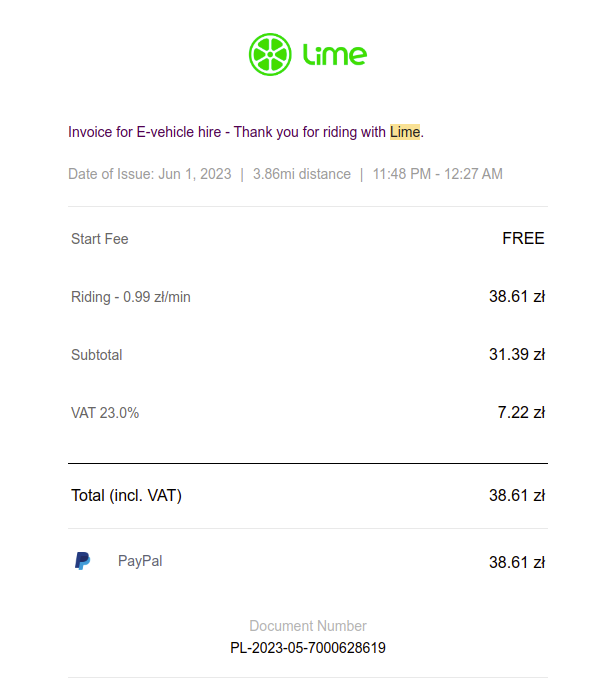 Lime
Invoice for E-vehicle hire - Thank you for riding with Lime.
Date of Issue: Jun 1, 2023 | 3.86mi distance | 11:48 PM - 12:27 AM
Start Fee FREE
Riding - 0.99 zł/min 38.61 zł
Subtotal 31.39 zł
VAT 23.0% 7.22 zł
Total (incl. VAT) 38.61 zł
PayPal 38.61 zł
Document Number
PL-2023-05-7000628619